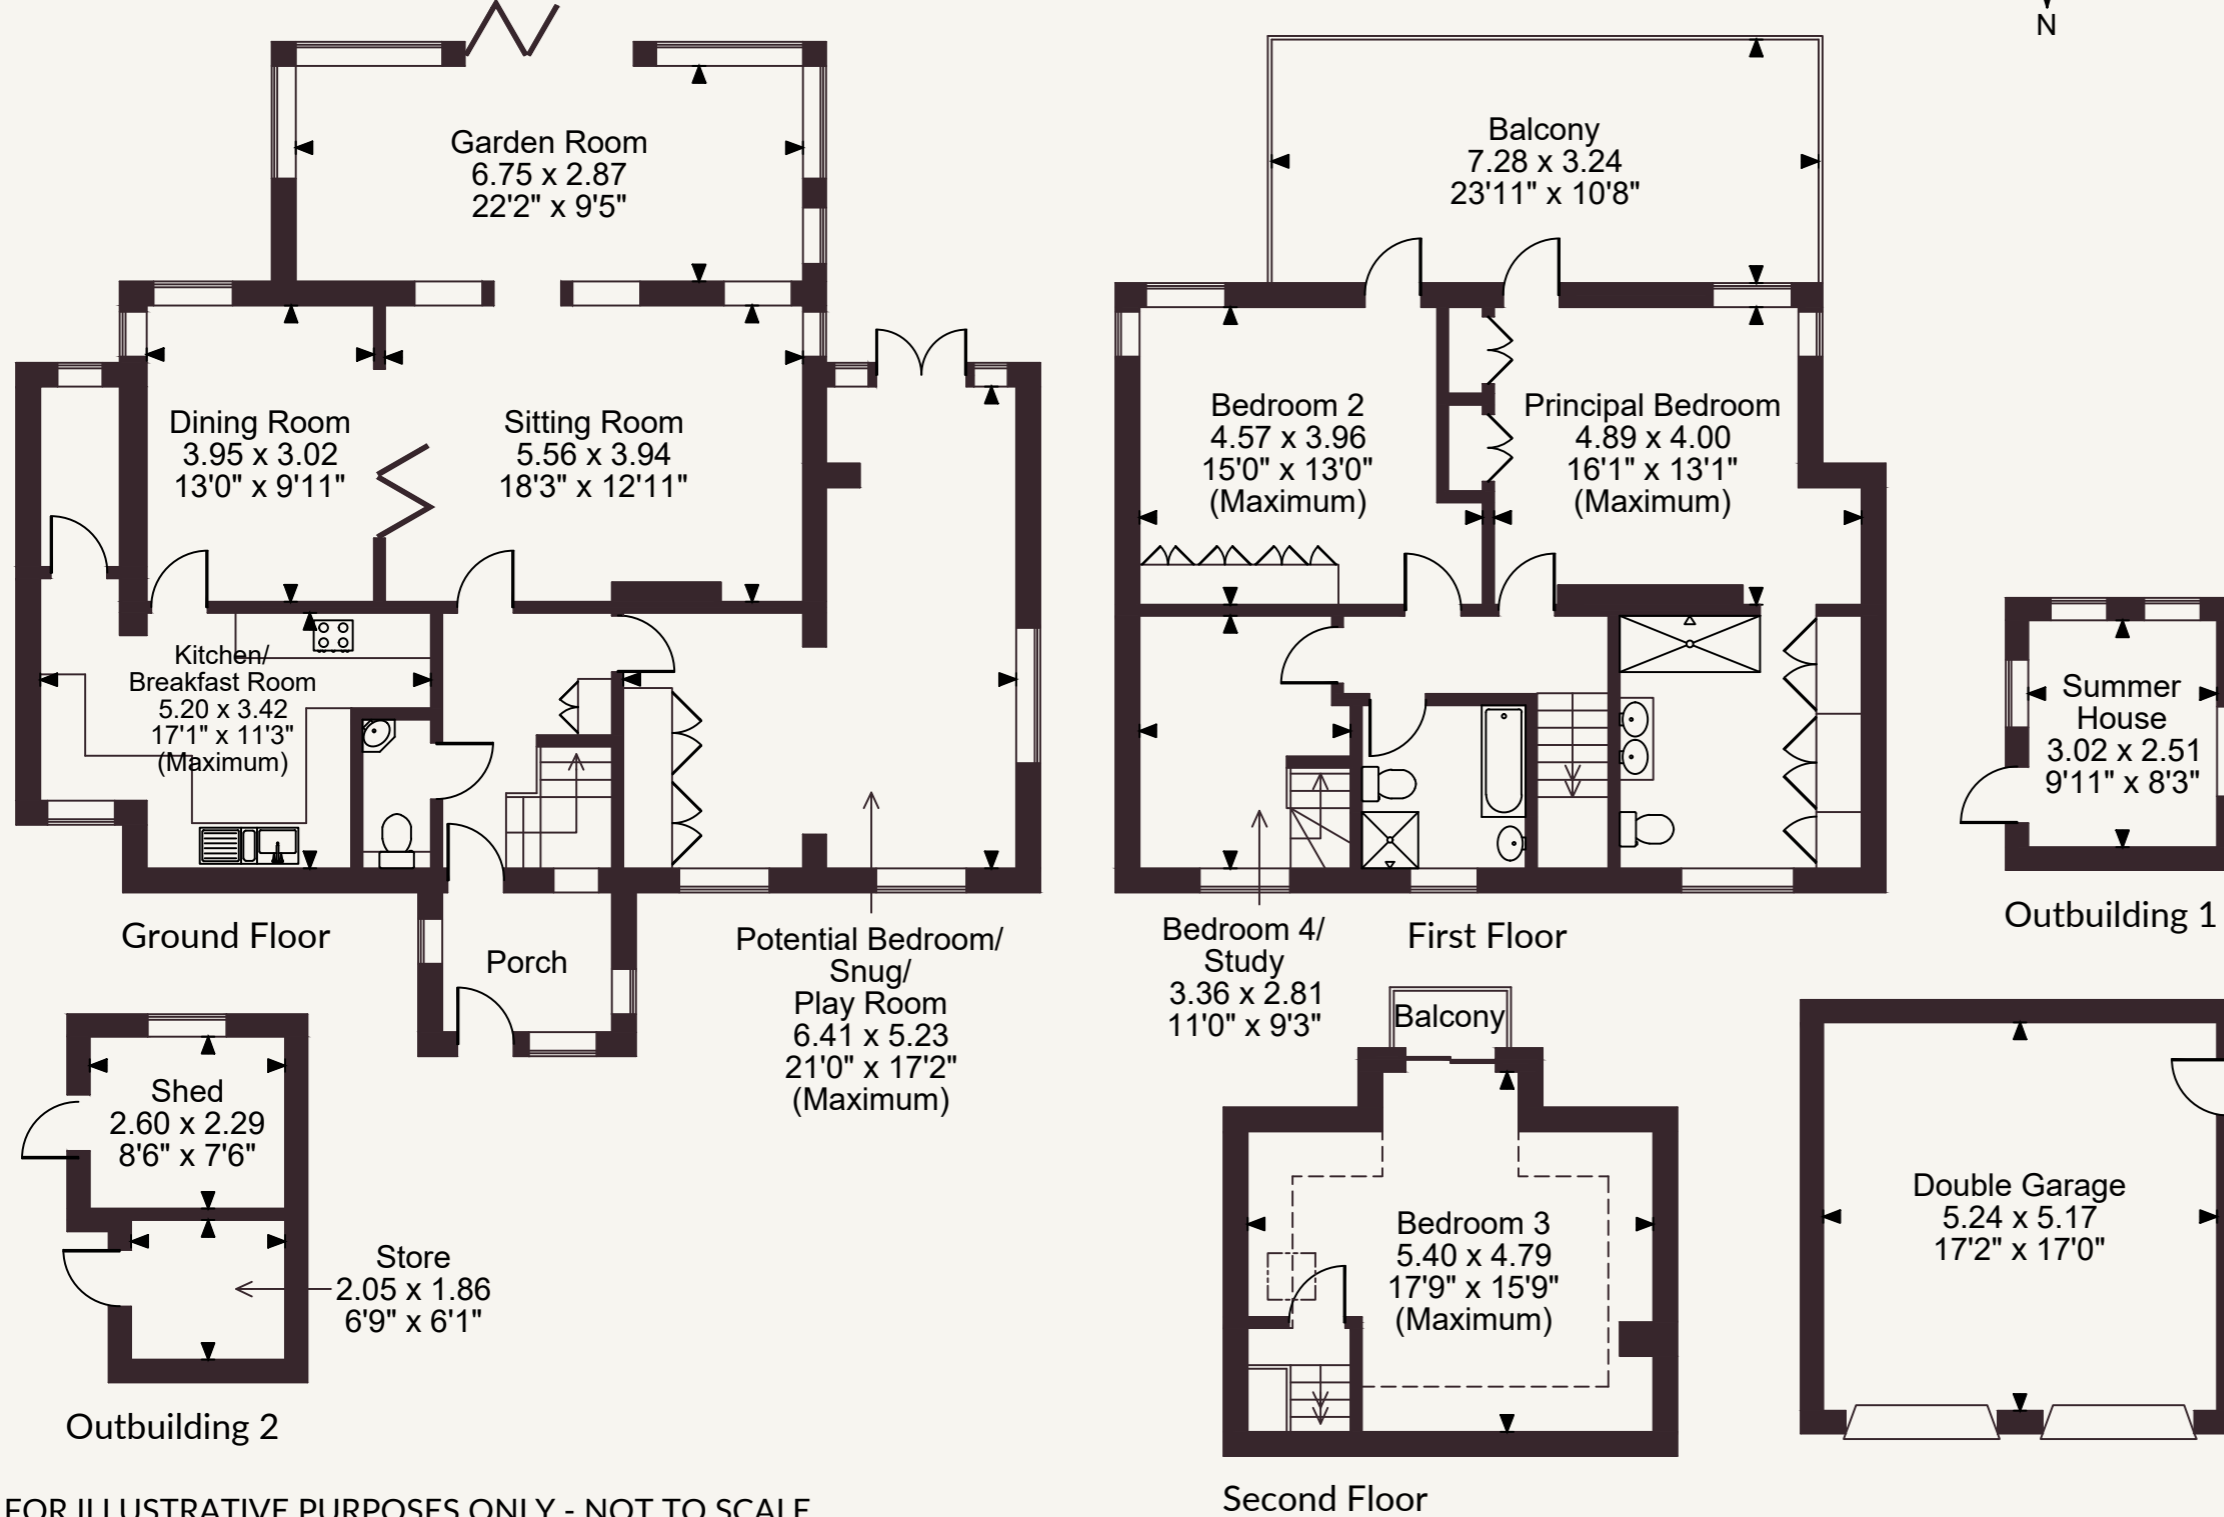 N
Garden Room
6.75 x 2.87
22'2" x 9'5"
Balcony
7.28 x 3.24
23'11" x 10'8"
Dining Room
3.95 x 3.02
13'0" x 9'11"
Sitting Room
5.56 x 3.94
18'3" x 12'11"
Bedroom 2
4.57 x 3.96
15'0" x 13'0"
(Maximum)
Principal Bedroom
4.89 x 4.00
16'1" x 13'1"
(Maximum)
Kitchen/
Breakfast Room
5.20 x 3.42
17'1" x 11'3"
(Maximum)
Summer
House
3.02 x 2.51
9'11" x 8'3"
Outbuilding 1
Ground Floor
Porch
Potential Bedroom/
Snug/
Play Room
6.41 x 5.23
21'0" x 17'2"
(Maximum)
Bedroom 4/
Study
3.36 x 2.81
11'0" x 9'3"
First Floor
Balcony
Shed
2.60 x 2.29
8'6" x 7'6"
Store
2.05 x 1.86
6'9" x 6'1"
Outbuilding 2
Bedroom 3
5.40 x 4.79
17'9" x 15'9"
(Maximum)
Double Garage
5.24 x 5.17
17'2" x 17'0"
Second Floor
FOR ILLUSTRATIVE PURPOSES ONLY - NOT TO SCALE